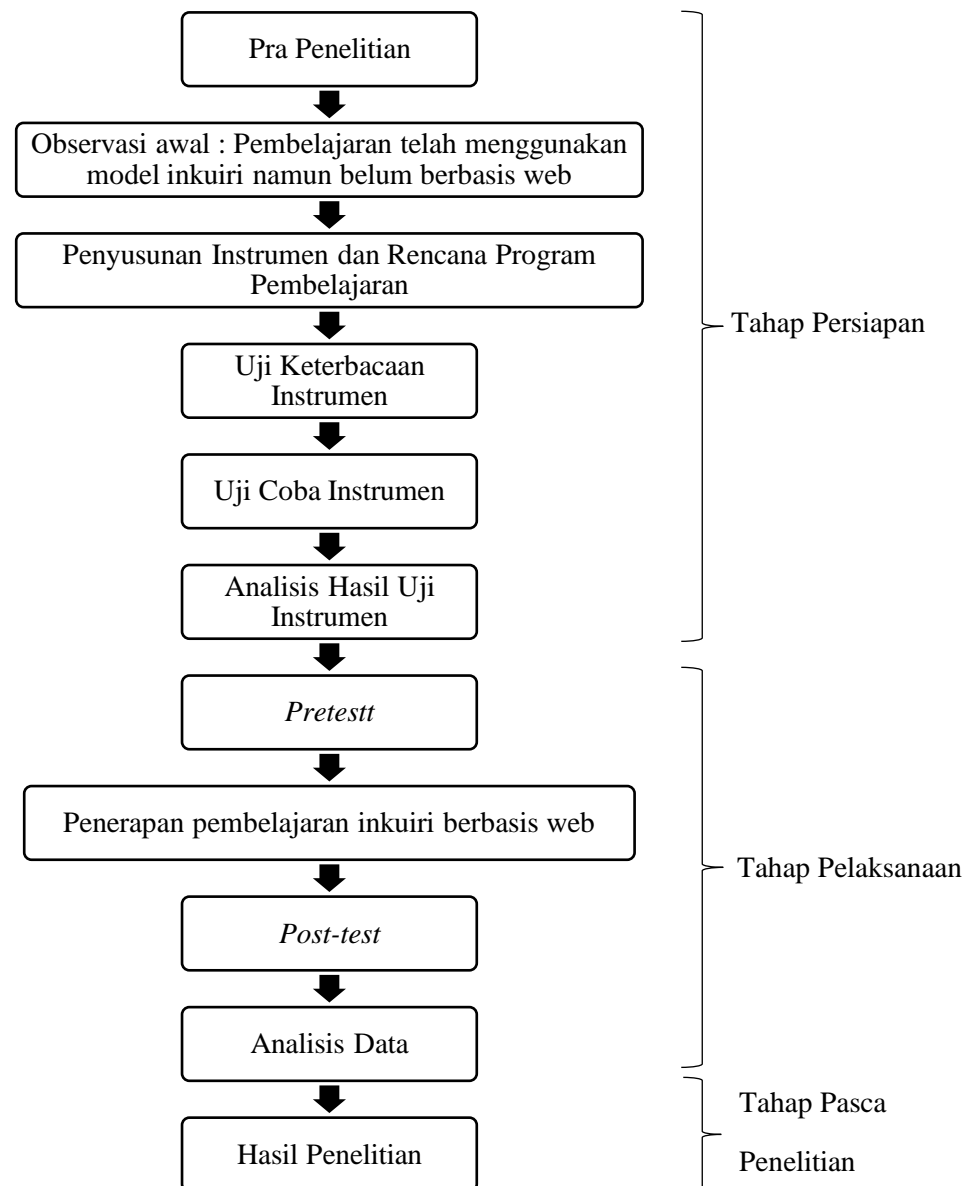 Pra Penelitian
Observasi awal : Pembelajaran telah menggunakan
model inkuiri namun belum berbasis web
Penyusunan Instrumen dan Rencana Program
Pembelajaran
Tahap Persiapan
Uji Keterbacaan
Instrumen
Uji Coba Instrumen
Analisis Hasil Uji
Instrumen
Pretestt
Penerapan pembelajaran inkuiri berbasis web
Tahap Pelaksanaan
Post-test
Analisis Data
Tahap Pasca
Penelitian
Hasil Penelitian